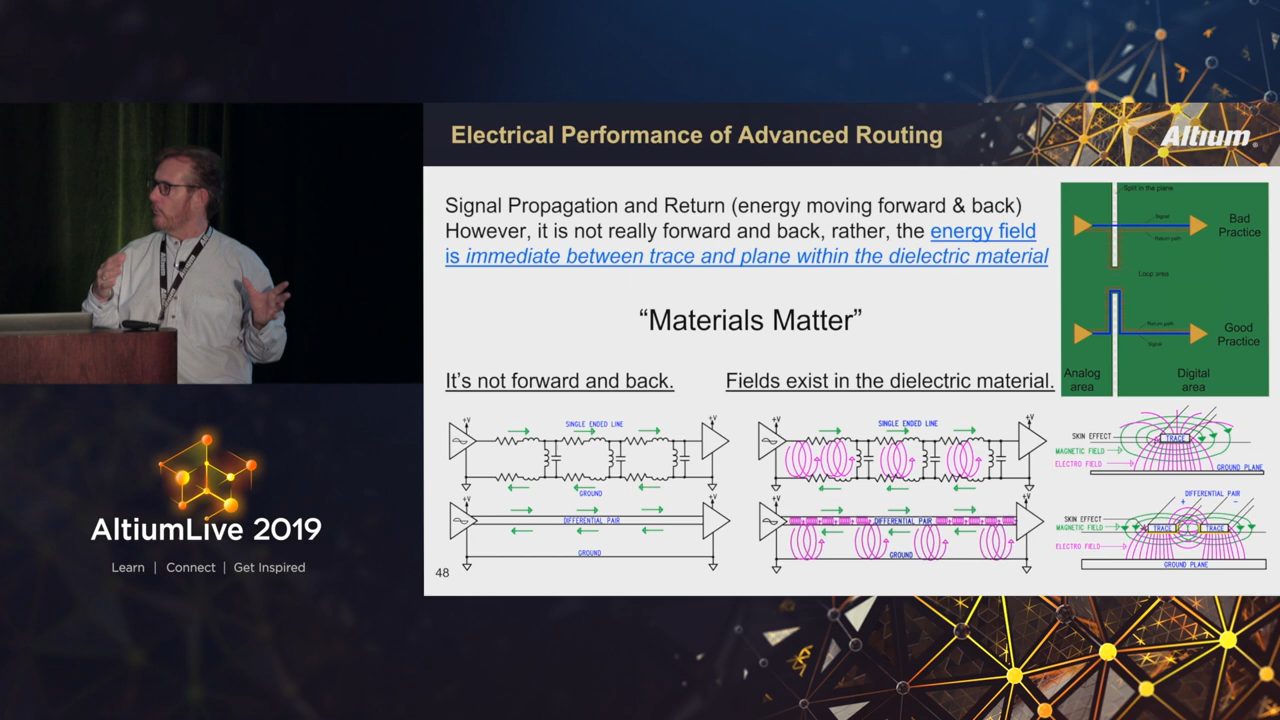 Electrical Performance of Advanced Routing
Altium
Signal Propagation and Return (energy moving forward & back)
However, it is not really forward and back, rather, the energy field
is immediate between trace and plane within the dielectric material
“Materials Matter”
It’s not forward and back.
Fields exist in the dielectric material.
Split in the plane
Signal
Return path
Bad
Practice
Loop area
Return path
Signal
Good
Practice
Analog
area
Digital
area
+V
SINGLE ENDED LINE
+V
GROUND
+V
DIFFERENTIAL PAIR
+V
GROUND
+V
SINGLE ENDED LINE
+V
GROUND
+V
DIFFERENTIAL PAIR
+V
GROUND
SKIN EFFECT
TRACE
MAGNETIC FIELD
ELECTRO FIELD
GROUND PLANE
DIFFERENTIAL PAIR
+ -
SKIN EFFECT
MAGNETIC FIELD
TRACE
TRACE
ELECTRO FIELD
GROUND PLANE
48
AltiumLive 2019
Learn | Connect | Get Inspired